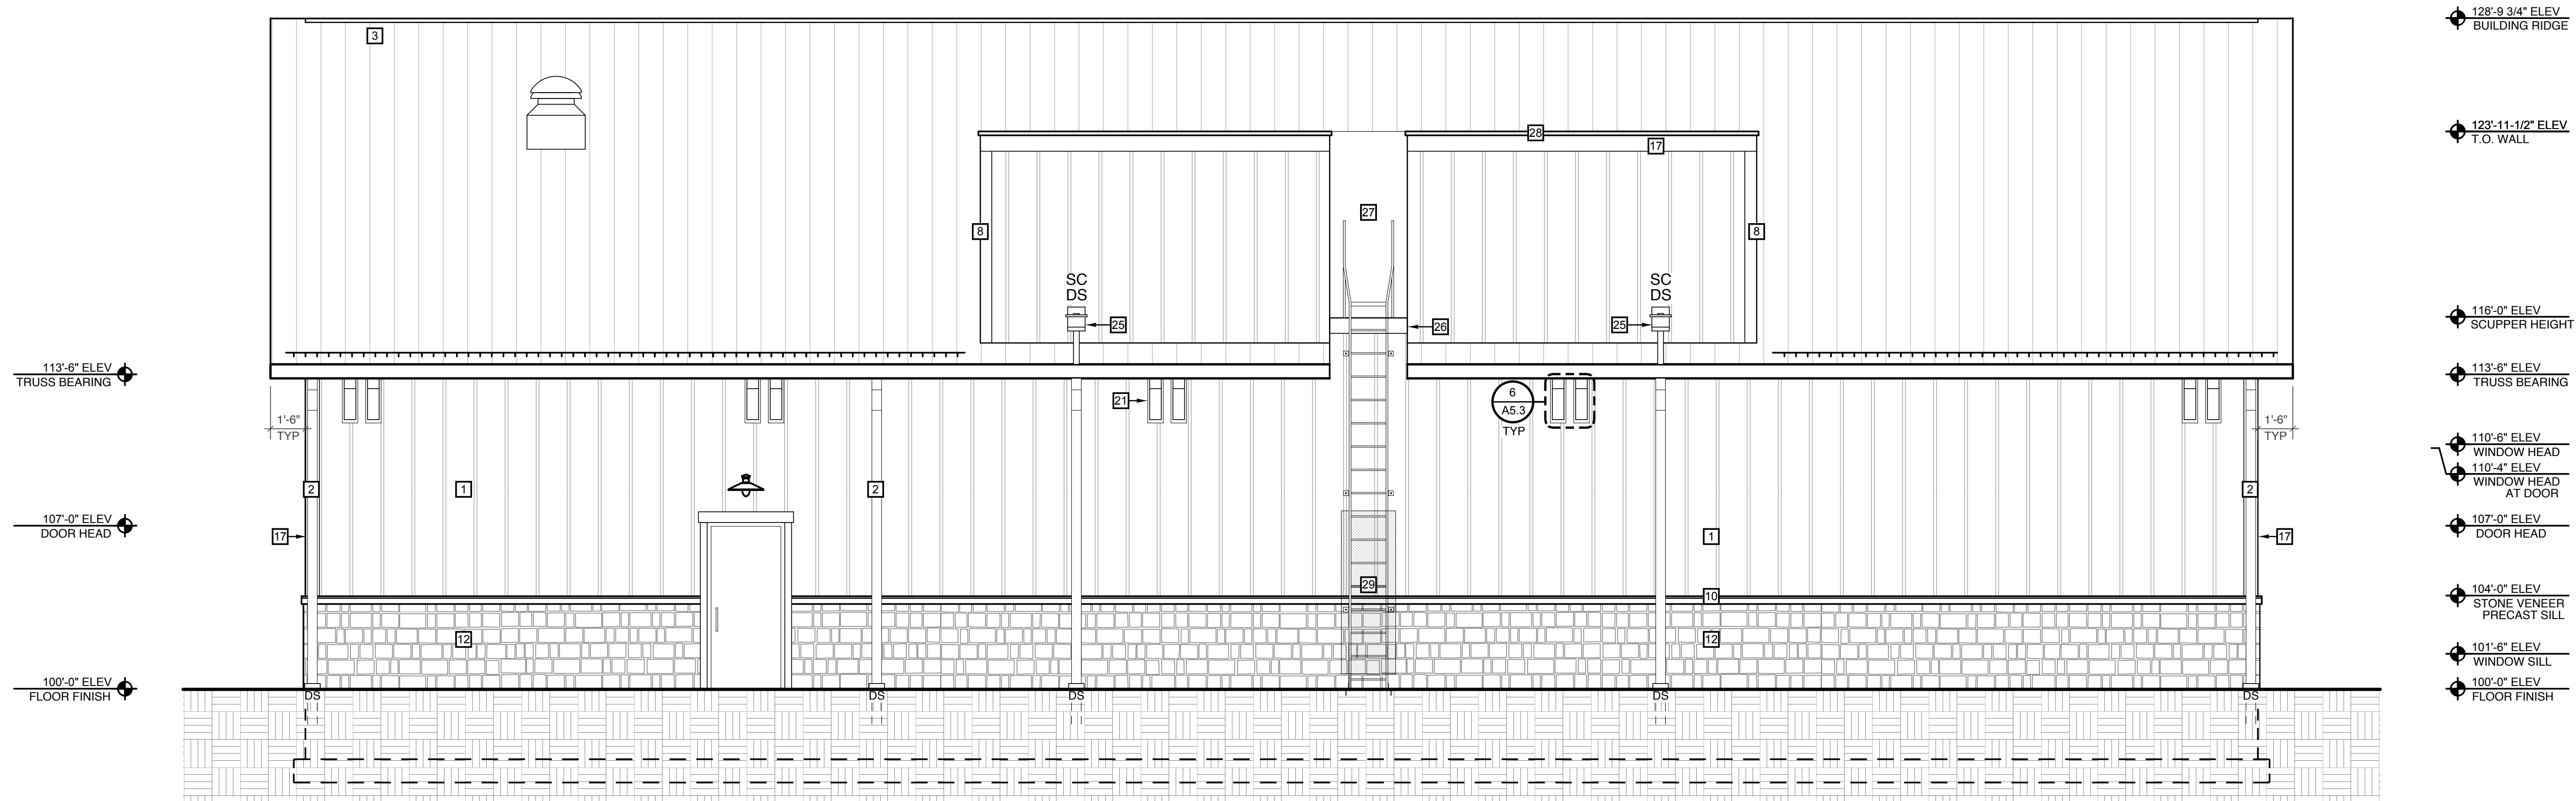 128'-9 3/4" ELEV
BUILDING RIDGE
3
123'-11-1/2" ELEV
T.O. WALL
28
17
27
8
8
SC
DS
SC
DS
25
26
25
116'-0" ELEV
SCUPPER HEIGHT
113'-6" ELEV
TRUSS BEARING
113'-6" ELEV
TRUSS BEARING
21
6
A5.3
TYP
1'-6"
TYP
1'-6"
TYP
110'-6" ELEV
WINDOW HEAD
110'-4" ELEV
WINDOW HEAD
AT DOOR
2
1
2
2
107'-0" ELEV
DOOR HEAD
107'-0" ELEV
DOOR HEAD
17
1
17
29
10
104'-0" ELEV
STONE VENEER
PRECAST SILL
12
12
101'-6" ELEV
WINDOW SILL
100'-0" ELEV
FLOOR FINISH
100'-0" ELEV
FLOOR FINISH
DS
DS
DS
DS
DS